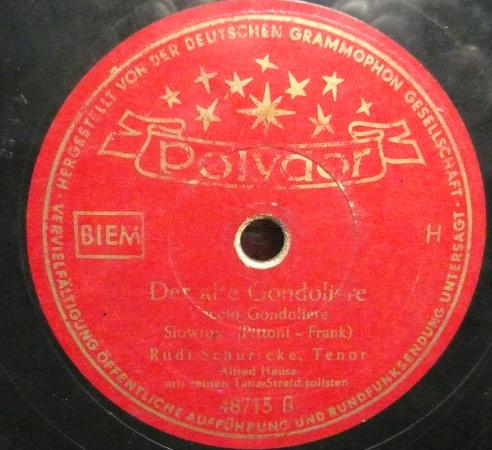 HERGESTELLT VON DER DEUTSCHEN GRAMMOPHON GESELLSCHAFT · VERVIELFÄLTIGUNG ÖFFENTLICHE AUFFÜHRUNG UND RUNDFUNKSENDUNG UNTERSAGT ·
Polydor
BIEM
H
Der alte Gondoliere
Gondoliere
Slowfox (Pittoni - Frank)
Rudi Schuricke, Tenor
Alfred Hause
mit seinen Tanz-Streichsolisten
48715 B